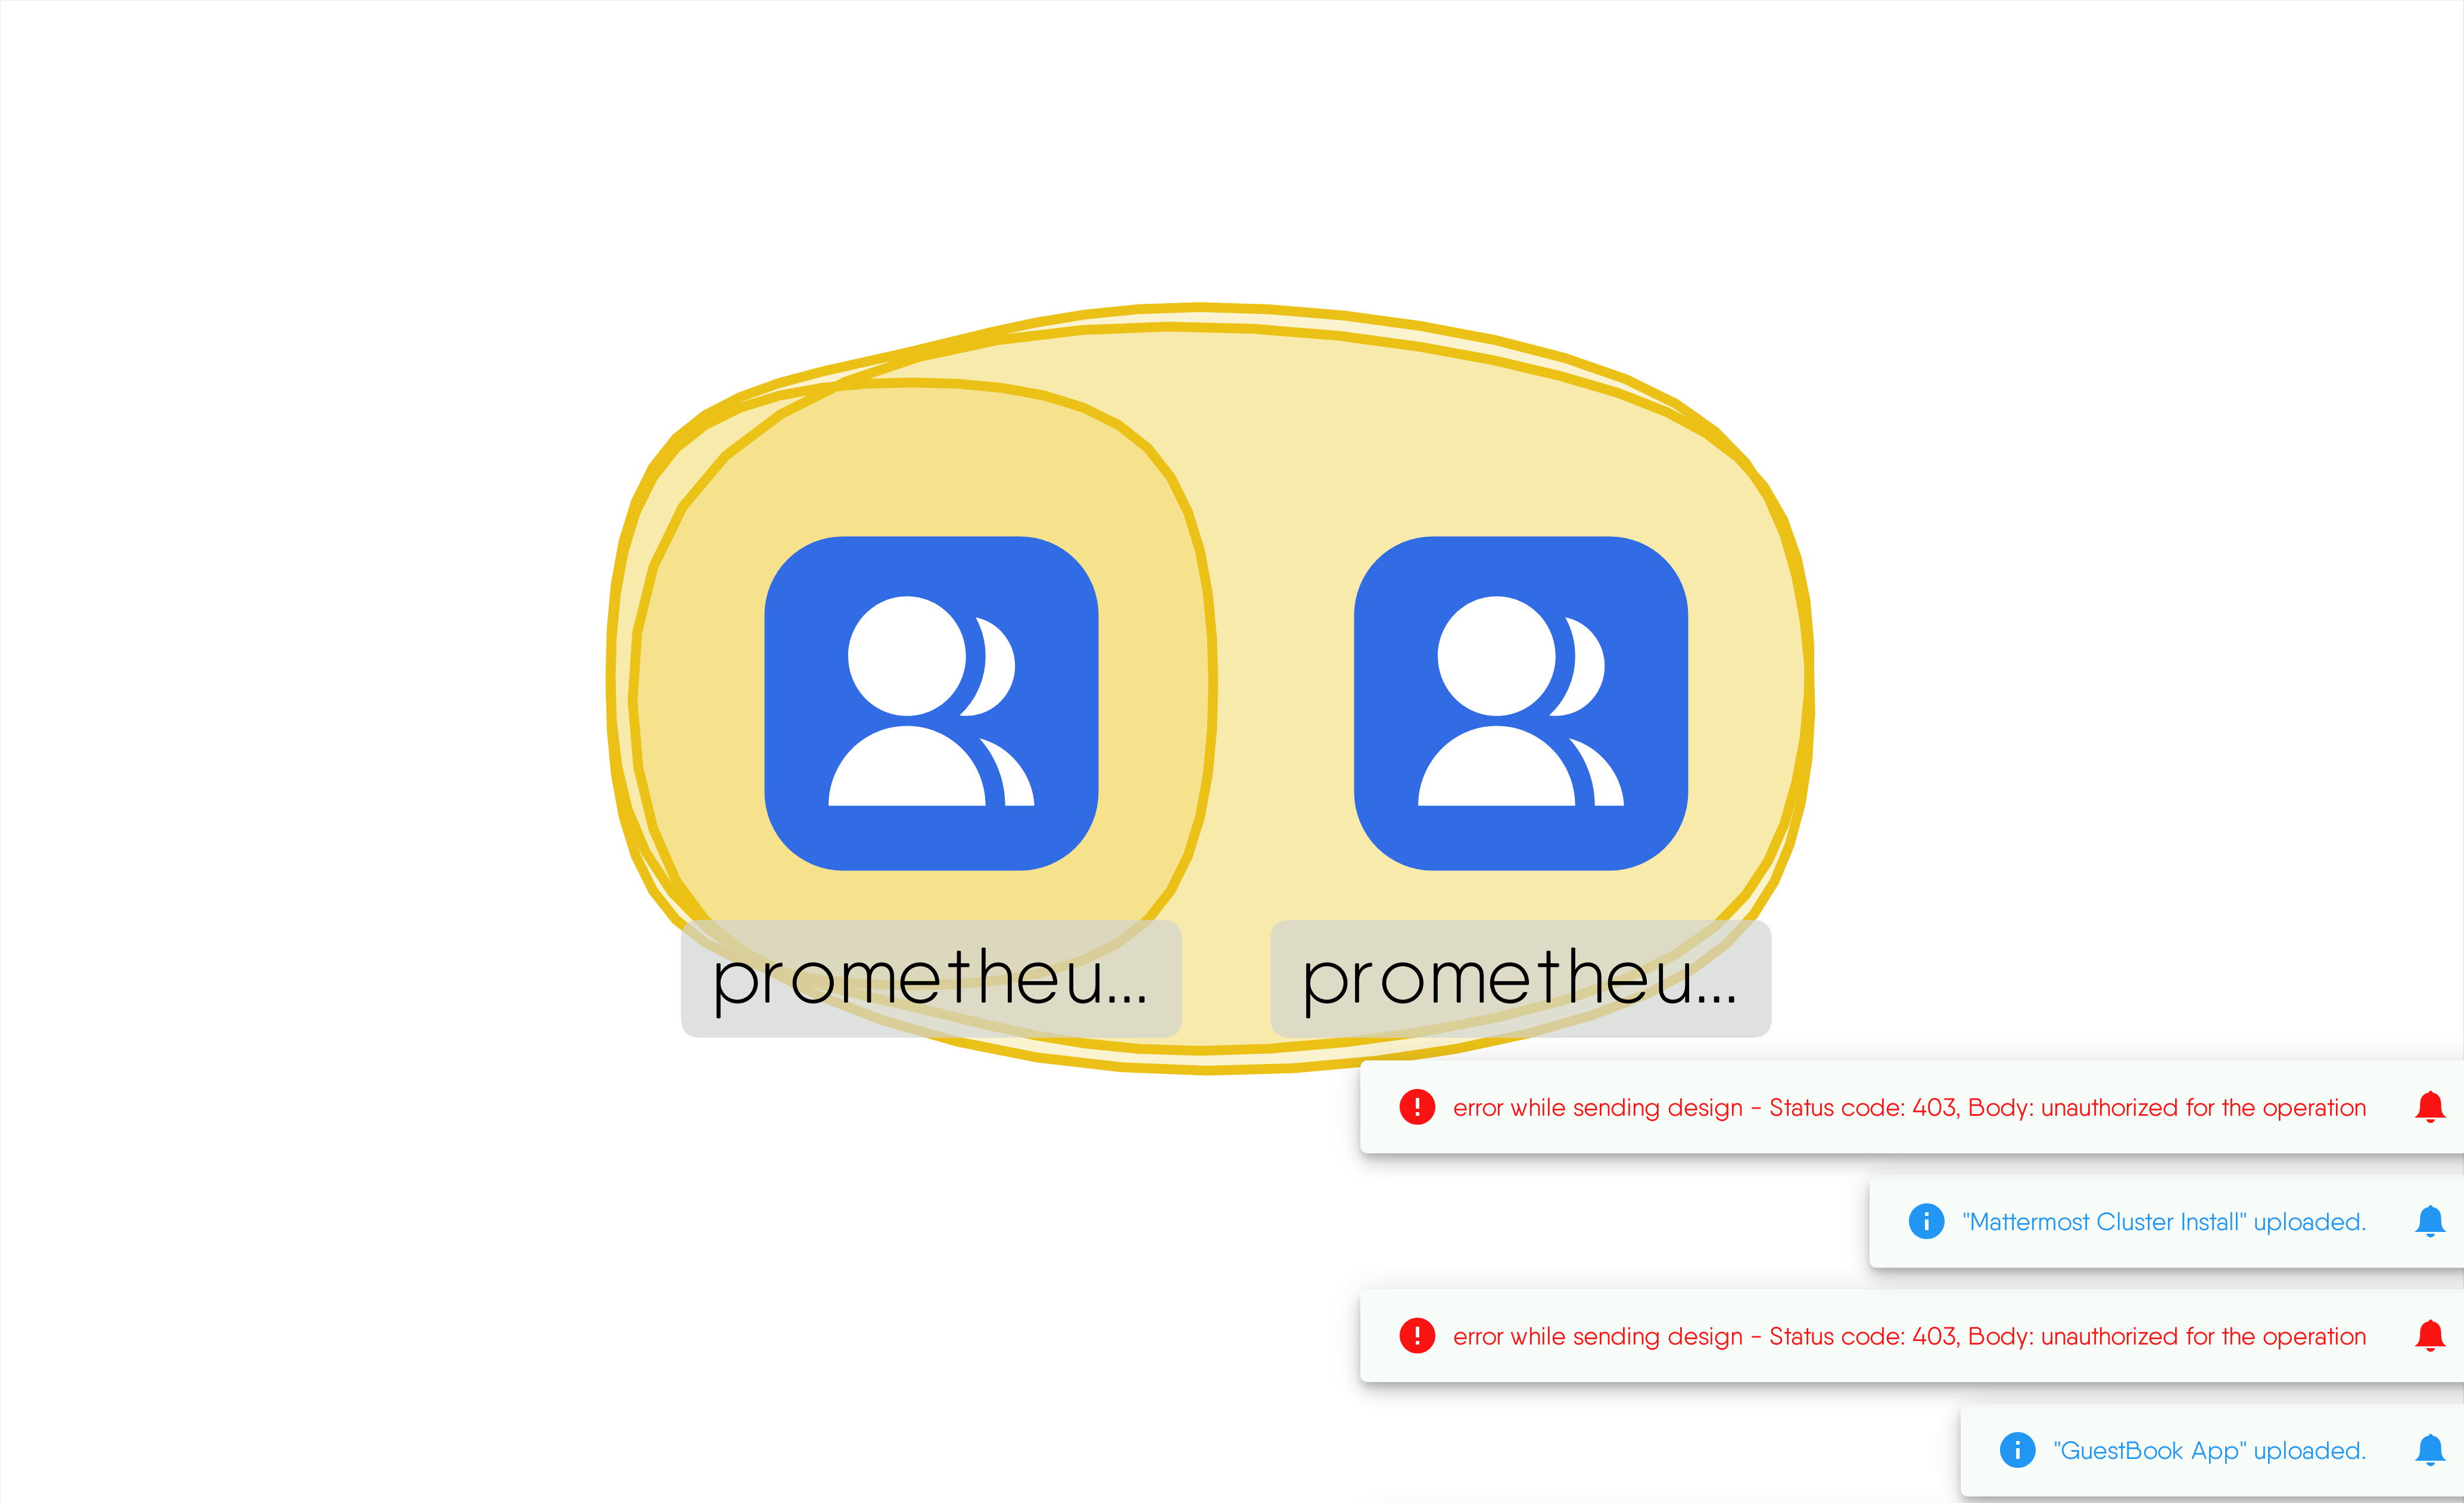 prometheu...
prometheu...
error while sending design - Status code: 403, Body: unauthorized for the operation
"Mattermost Cluster Install" uploaded.
error while sending design - Status code: 403, Body: unauthorized for the operation
"GuestBook App" uploaded.